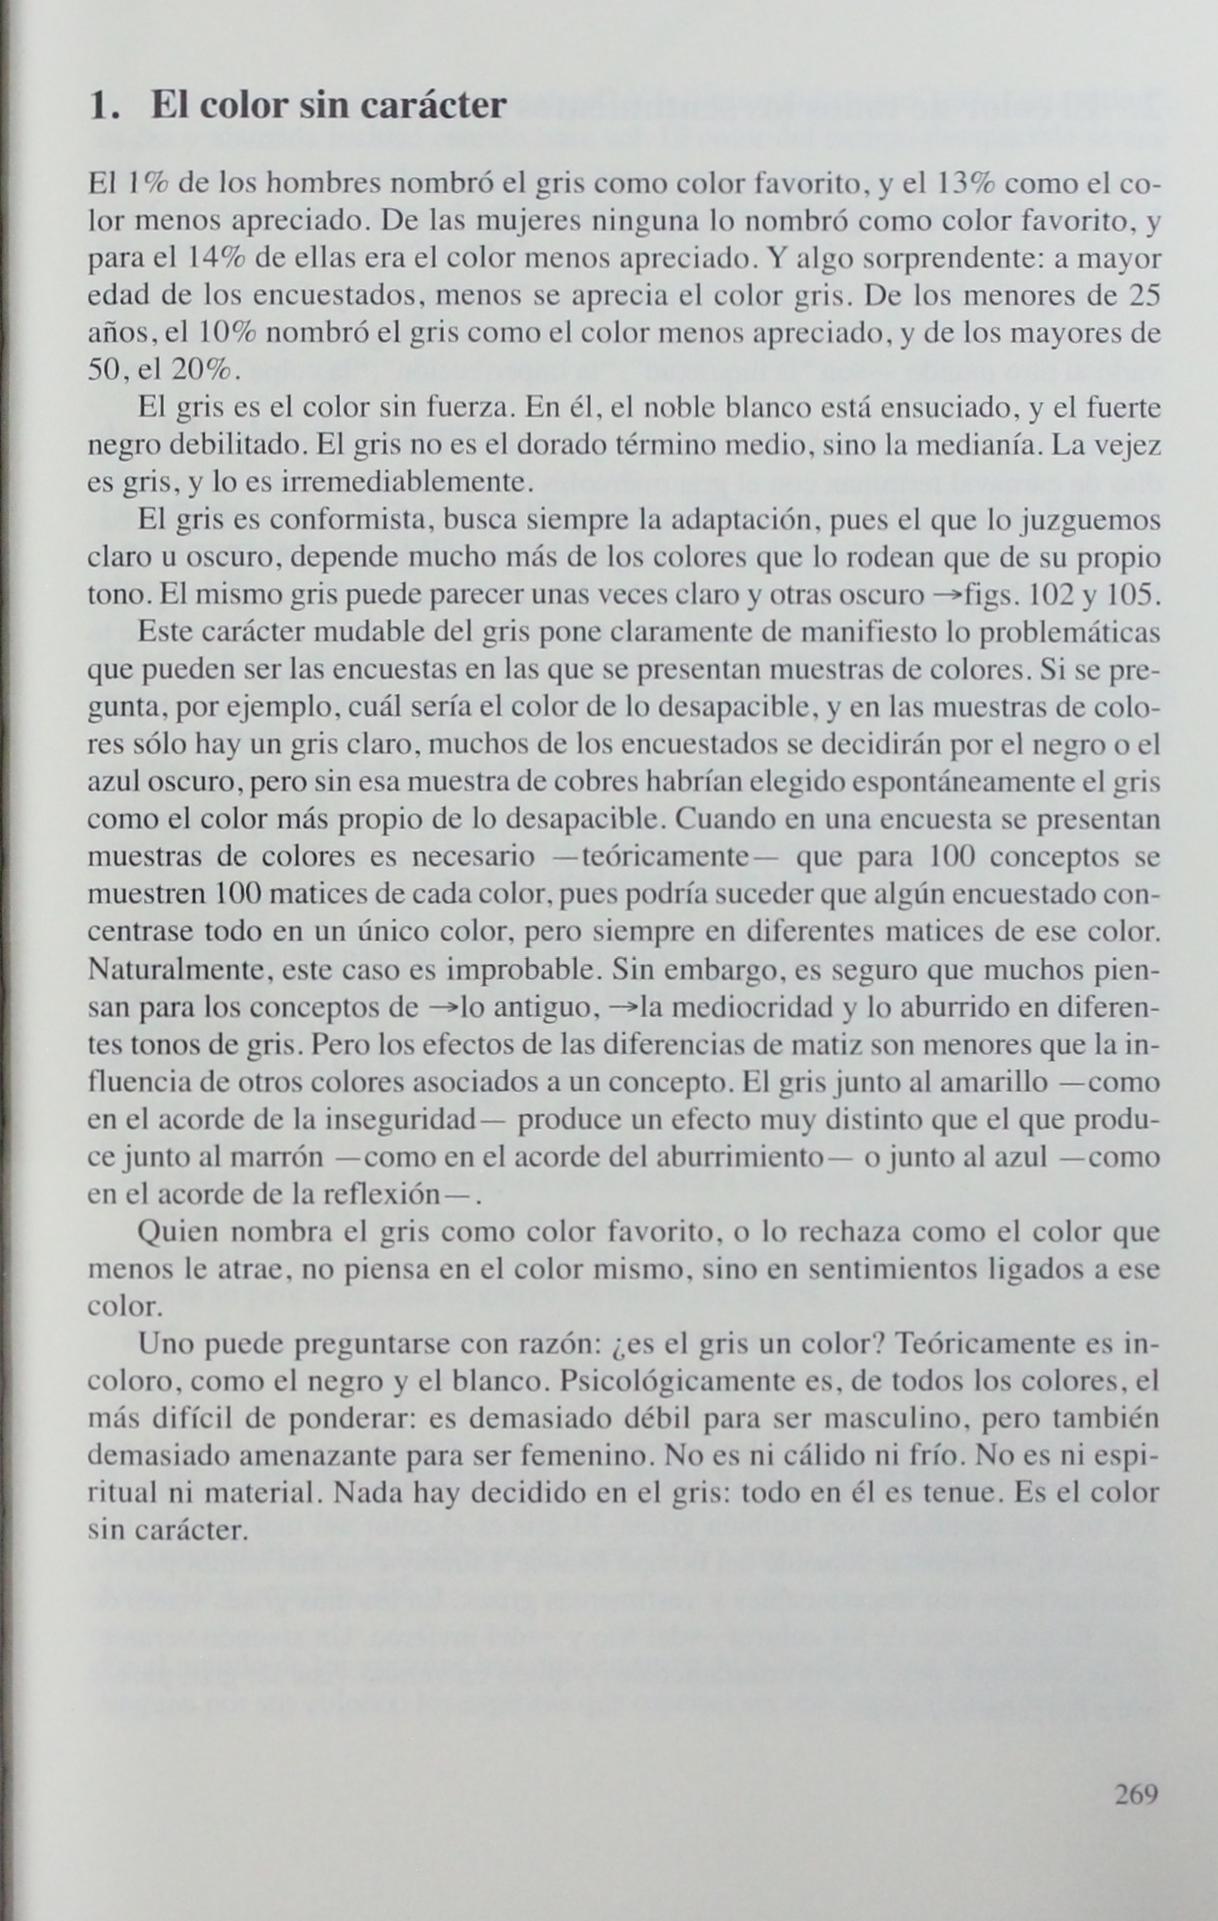 1. El color sin carácter
El 1% de los hombres nombró el gris como color favorito, y el 13% como el co-
lor menos apreciado. De las mujeres ninguna lo nombró como color favorito, y
para el 14% de ellas era el color menos apreciado. Y algo sorprendente: a mayor
edad de los encuestados, menos se aprecia el color gris. De los menores de 25
años, el 10% nombró el gris como el color menos apreciado, y de los mayores de
50, el 20%.
El gris es el color sin fuerza. En él, el noble blanco está ensuciado, y el fuerte
negro debilitado. El gris no es el dorado término medio, sino la medianía. La vejez
es gris, y lo es irremediablemente.
El gris es conformista, busca siempre la adaptación, pues el que lo juzguemos
claro u oscuro, depende mucho más de los colores que lo rodean que de su propio
tono. El mismo gris puede parecer unas veces claro y otras oscuro →figs. 102 y 105.
Este carácter mudable del gris pone claramente de manifiesto lo problemáticas
que pueden ser las encuestas en las que se presentan muestras de colores. Si se pre-
gunta, por ejemplo, cuál sería el color de lo desapacible, y en las muestras de colo-
res sólo hay un gris claro, muchos de los encuestados se decidirán por el negro o el
azul oscuro, pero sin esa muestra de cobres habrían elegido espontáneamente el gris
como el color más propio de lo desapacible. Cuando en una encuesta se presentan
muestras de colores es necesario —teóricamente— que para 100 conceptos se
muestren 100 matices de cada color, pues podría suceder que algún encuestado con-
centrase todo en un único color, pero siempre en diferentes matices de ese color.
Naturalmente, este caso es improbable. Sin embargo, es seguro que muchos pien-
san para los conceptos de →lo antiguo, →la mediocridad y lo aburrido en diferen-
tes tonos de gris. Pero los efectos de las diferencias de matiz son menores que la in-
fluencia de otros colores asociados a un concepto. El gris junto al amarillo —como
en el acorde de la inseguridad— produce un efecto muy distinto que el que produ-
ce junto al marrón —como en el acorde del aburrimiento— o junto al azul —como
en el acorde de la reflexión—.
Quien nombra el gris como color favorito, o lo rechaza como el color que
menos le atrae, no piensa en el color mismo, sino en sentimientos ligados a ese
color.
Uno puede preguntarse con razón: ¿es el gris un color? Teóricamente es in-
coloro, como el negro y el blanco. Psicológicamente es, de todos los colores, el
más difícil de ponderar: es demasiado débil para ser masculino, pero también
demasiado amenazante para ser femenino. No es ni cálido ni frío. No es ni espi-
ritual ni material. Nada hay decidido en el gris: todo en él es tenue. Es el color
sin carácter.
269